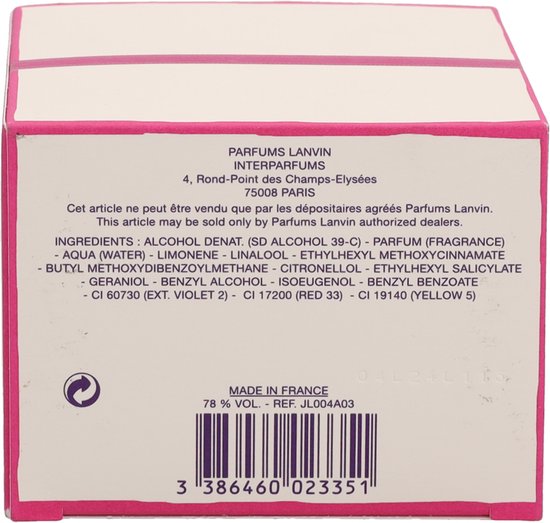 PARFUMS LANVIN
INTERPARFUMS
4, Rond-Point des Champs-Elysées
75008 PARIS
Cet article ne peut être vendu que par les dépositaires agréés Parfums Lanvin.
This article may be sold only by Parfums Lanvin authorized dealers.
INGREDIENTS : ALCOHOL DENAT. (SD ALCOHOL 39-C) - PARFUM (FRAGRANCE)
- AQUA (WATER) - LIMONENE - LINALOOL - ETHYLHEXYL METHOXYCINNAMATE
- BUTYL METHOXYDIBENZOYLMETHANE - CITRONELLOL - ETHYLHEXYL SALICYLATE
- GERANIOL - BENZYL ALCOHOL - ISOEUGENOL - BENZYL BENZOATE -
- CI 60730 (EXT. VIOLET 2) - CI 17200 (RED 33) - CI 19140 (YELLOW 5)
MADE IN FRANCE
78 % VOL. - REF. JL004A03
3 386460 023351